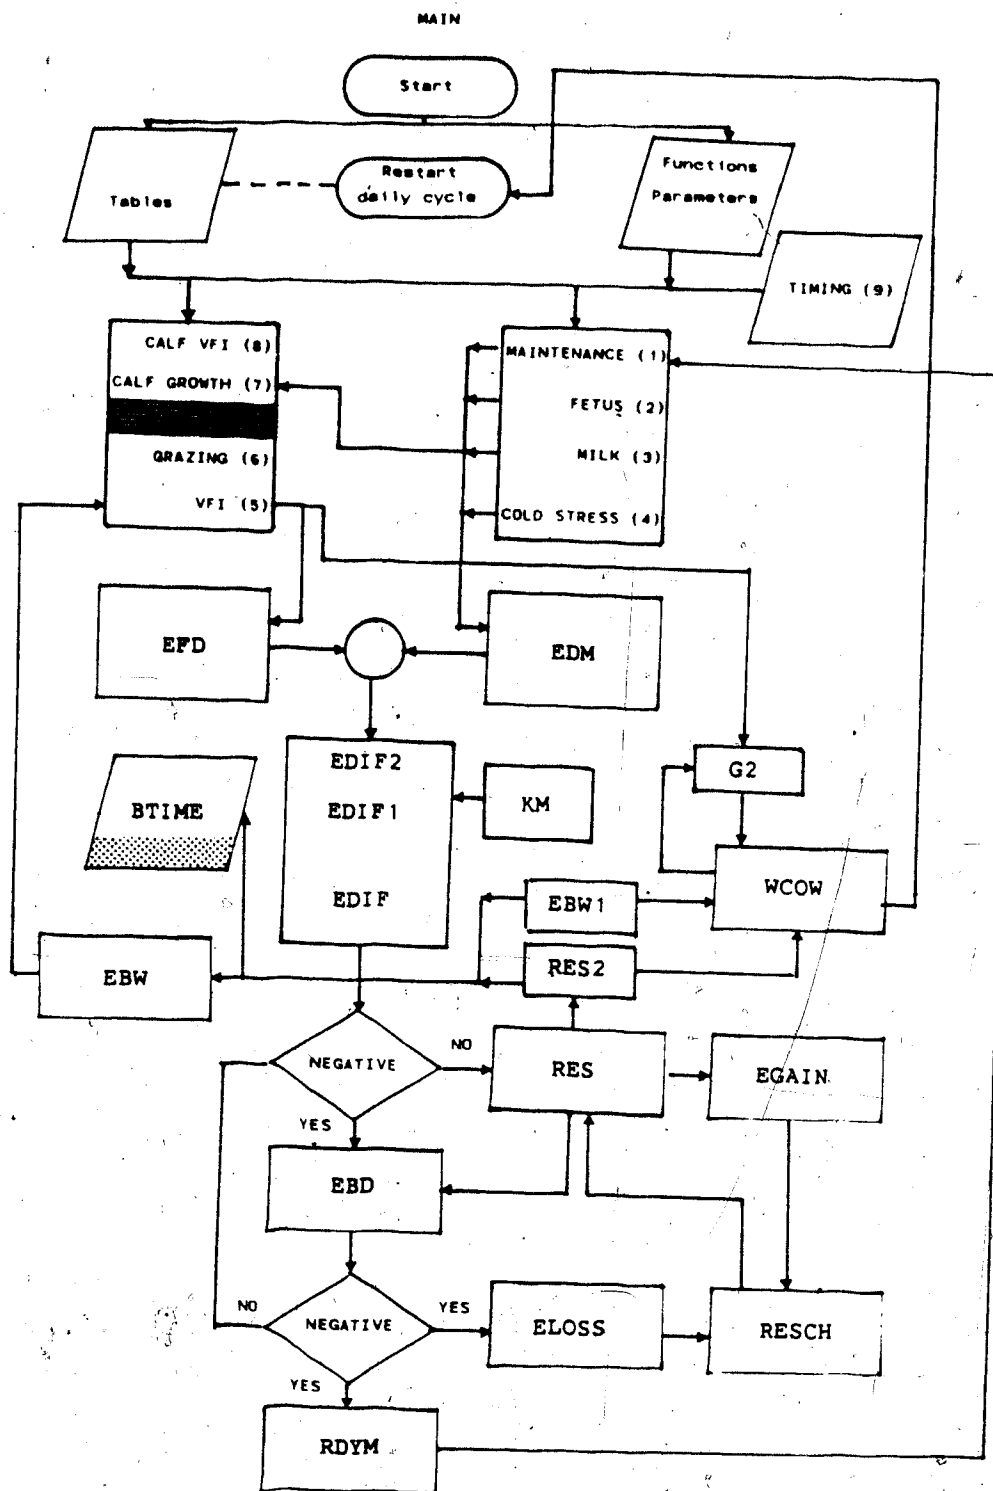 MAIN
Start
Tables
Restart
daily cycle
Functions
Parameters
TIMING (9)
CALF VFI (8)
CALF GROWTH (7)
GRAZING (6)
VFI (5)
MAINTENANCE (1)
FETUS (2)
MILK (3)
COLD STRESS (4)
EFD
EDM
EDIF2
EDIF1
EDIF
KM
G2
BTIME
WCOW
EBW1
RES2
EBW
NEGATIVE
NO
YES
RES
EGAIN
EBD
NEGATIVE
NO
YES
YES
ELOSS
RESCH
RDYM